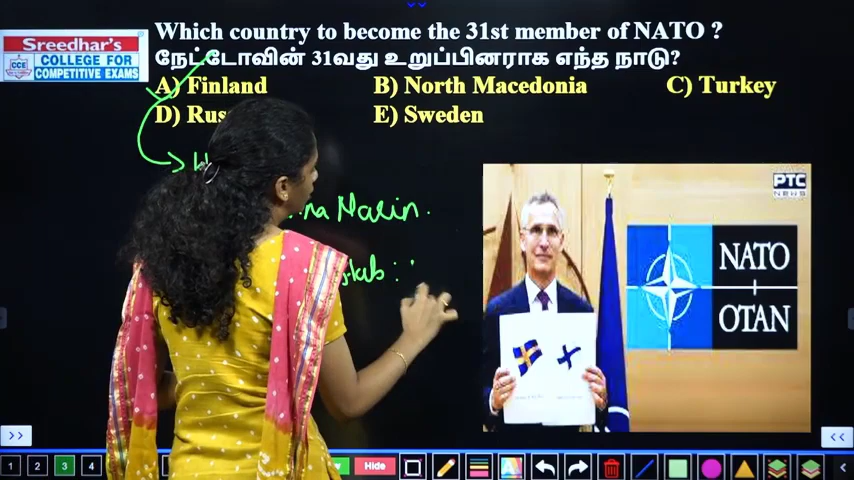 Which country to become the 31st member of NATO ?
Sreedhar's
CCE
COLLEGE FOR
COMPETITIVE EXAMS
நேட்டோவின் 31வது உறுப்பினராக எந்த நாடு?
A) Finland
B) North Macedonia
C) Turkey
D) Rus
E) Sweden
Marin.
PTC
NEWS
NATO
OTAN
>>
<<
1
2
3
4
Hide